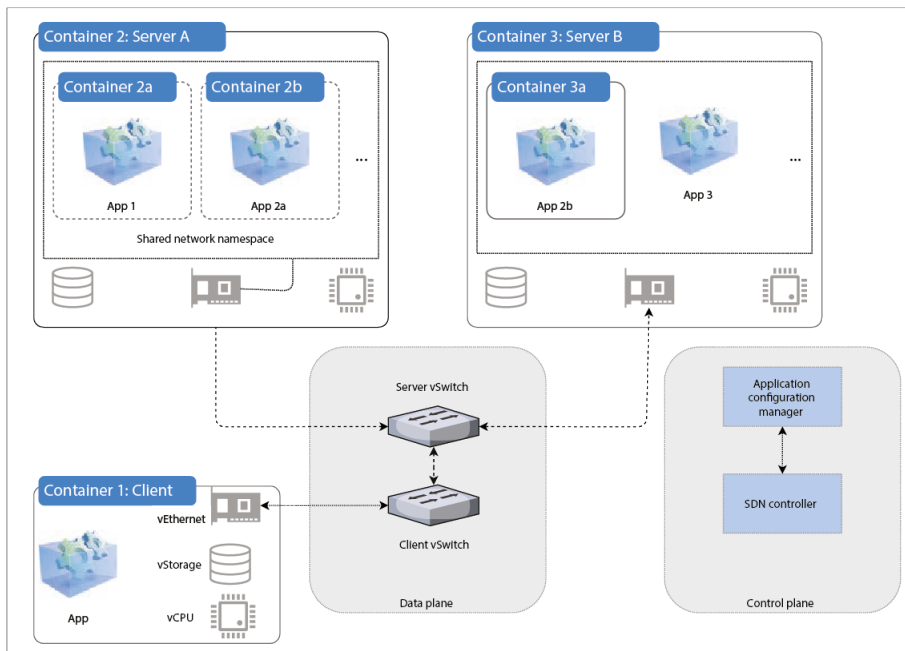 Container 2: Server A
Container 2a
Container 2b
App 1
App 2a
...
Shared network namespace
Container 3: Server B
Container 3a
App 2b
App 3
...
Server vSwitch
Client vSwitch
Data plane
Application
configuration
manager
SDN controller
Control plane
Container 1: Client
vEthernet
vStorage
App
vCPU